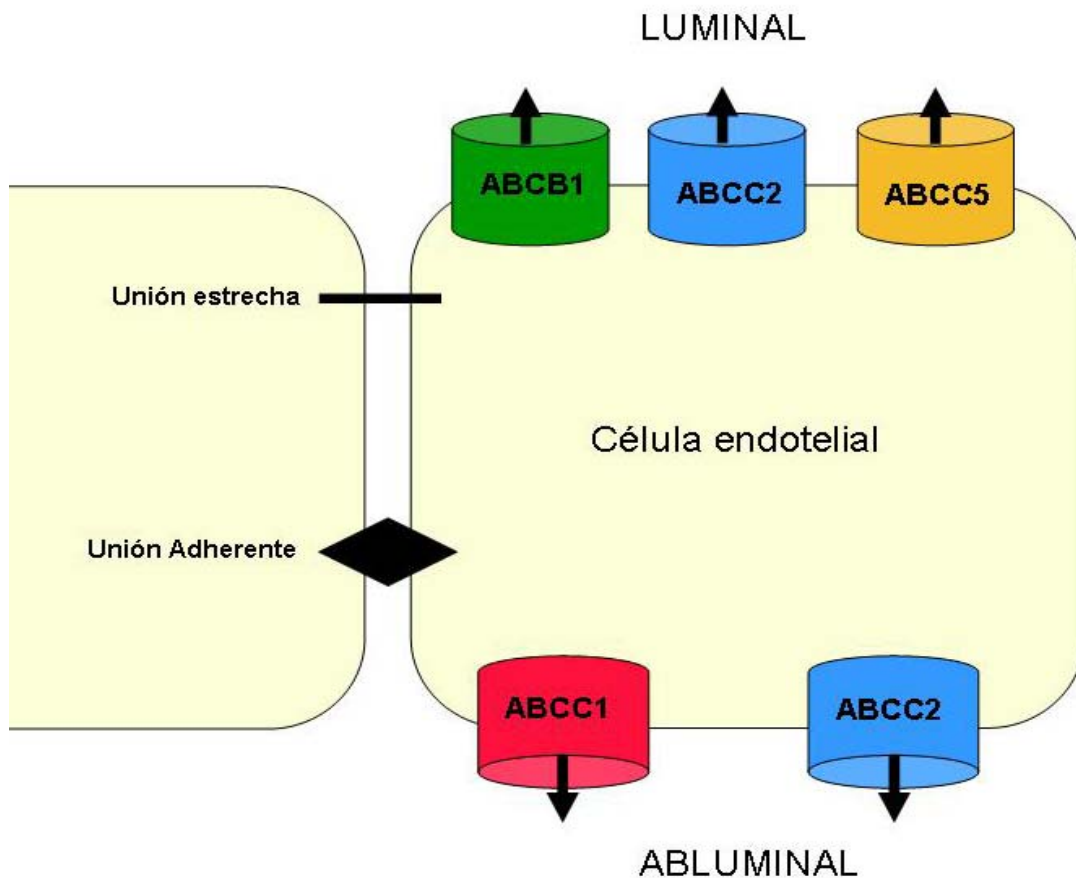 LUMINAL
ABCB1
ABCC2
ABCC5
Unión estrecha
Célula endotelial
Unión Adherente
ABCC1
ABCC2
ABLUMINAL